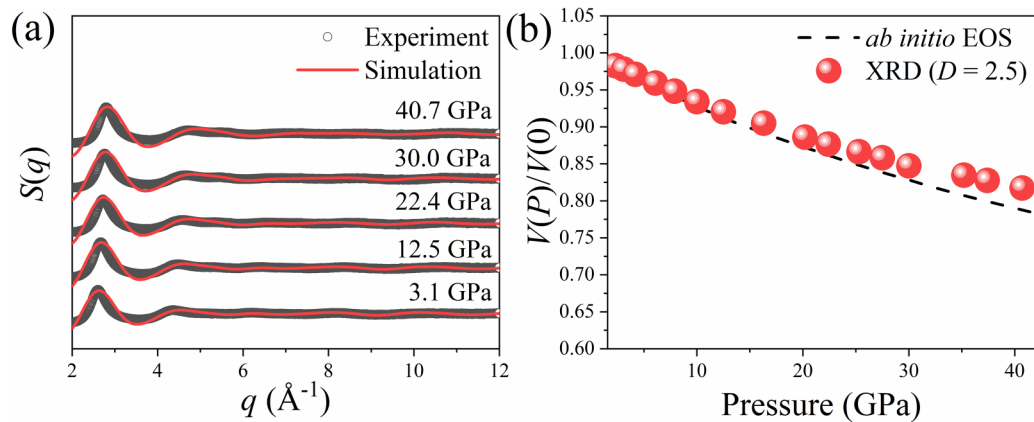 (a)
Experiment
Simulation
40.7 GPa
30.0 GPa
22.4 GPa
12.5 GPa
3.1 GPa
S(q)
2 4 6 8 10 12
q (Å⁻¹)
(b)
ab initio EOS
XRD (D = 2.5)
1.05
1.00
0.95
0.90
0.85
0.80
0.75
0.70
0.65
0.60
V(P)/V(0)
10 20 30 40
Pressure (GPa)